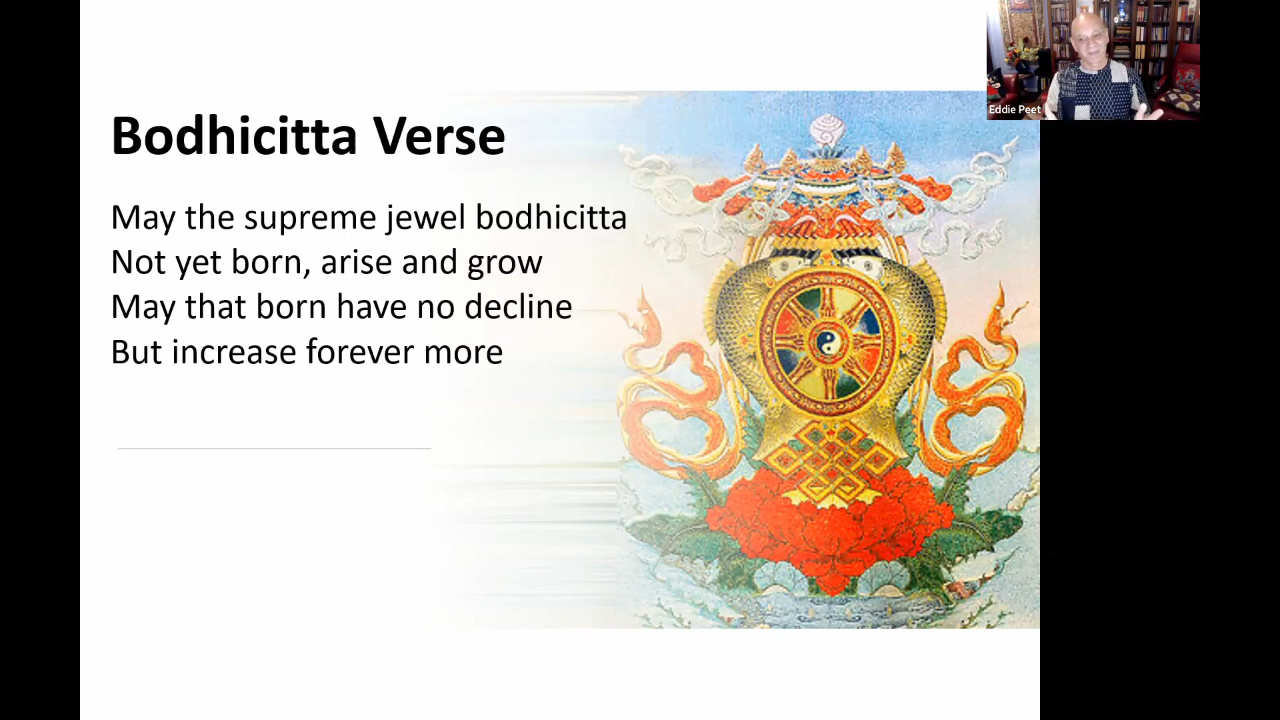 Bodhicitta Verse
May the supreme jewel bodhicitta
Not yet born, arise and grow
May that born have no decline
But increase forever more
Eddie Peet